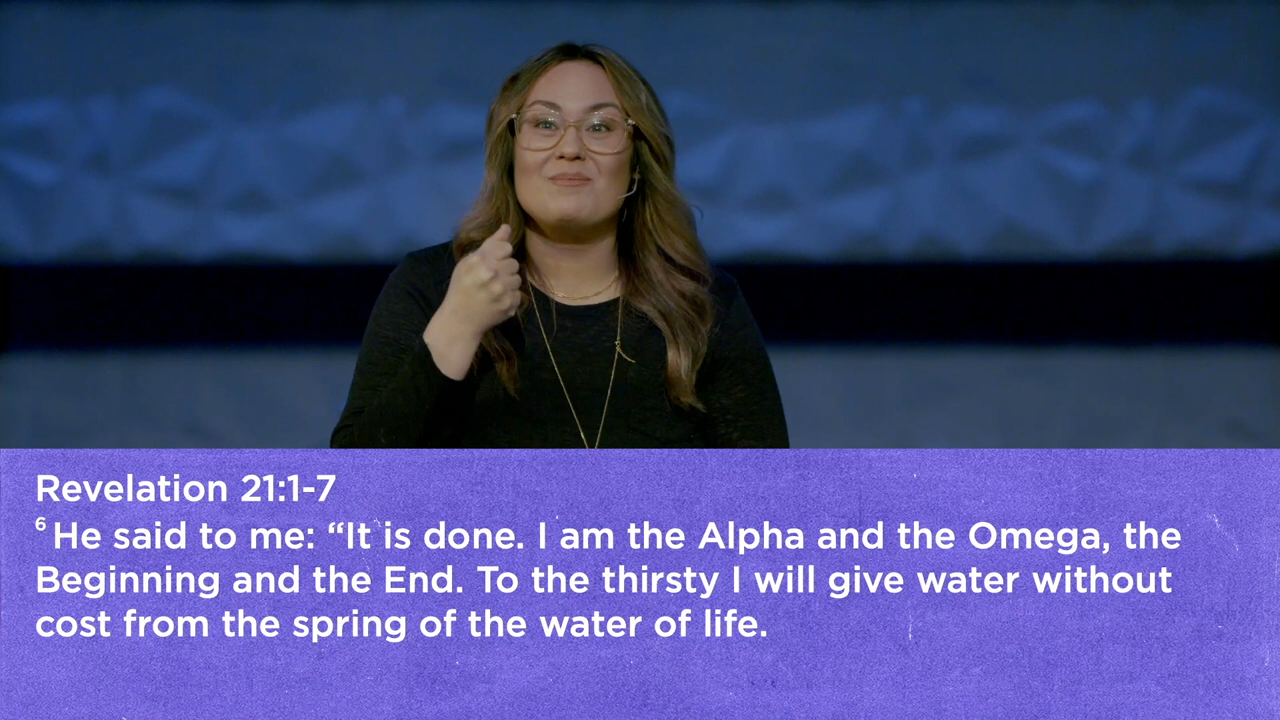 Revelation 21:1-7
6 He said to me: “It is done. I am the Alpha and the Omega, the
Beginning and the End. To the thirsty I will give water without
cost from the spring of the water of life.